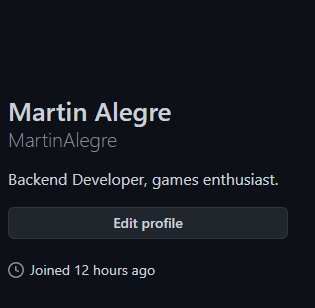 Martin Alegre
MartinAlegre
Backend Developer, games enthusiast.
Edit profile
Joined 12 hours ago